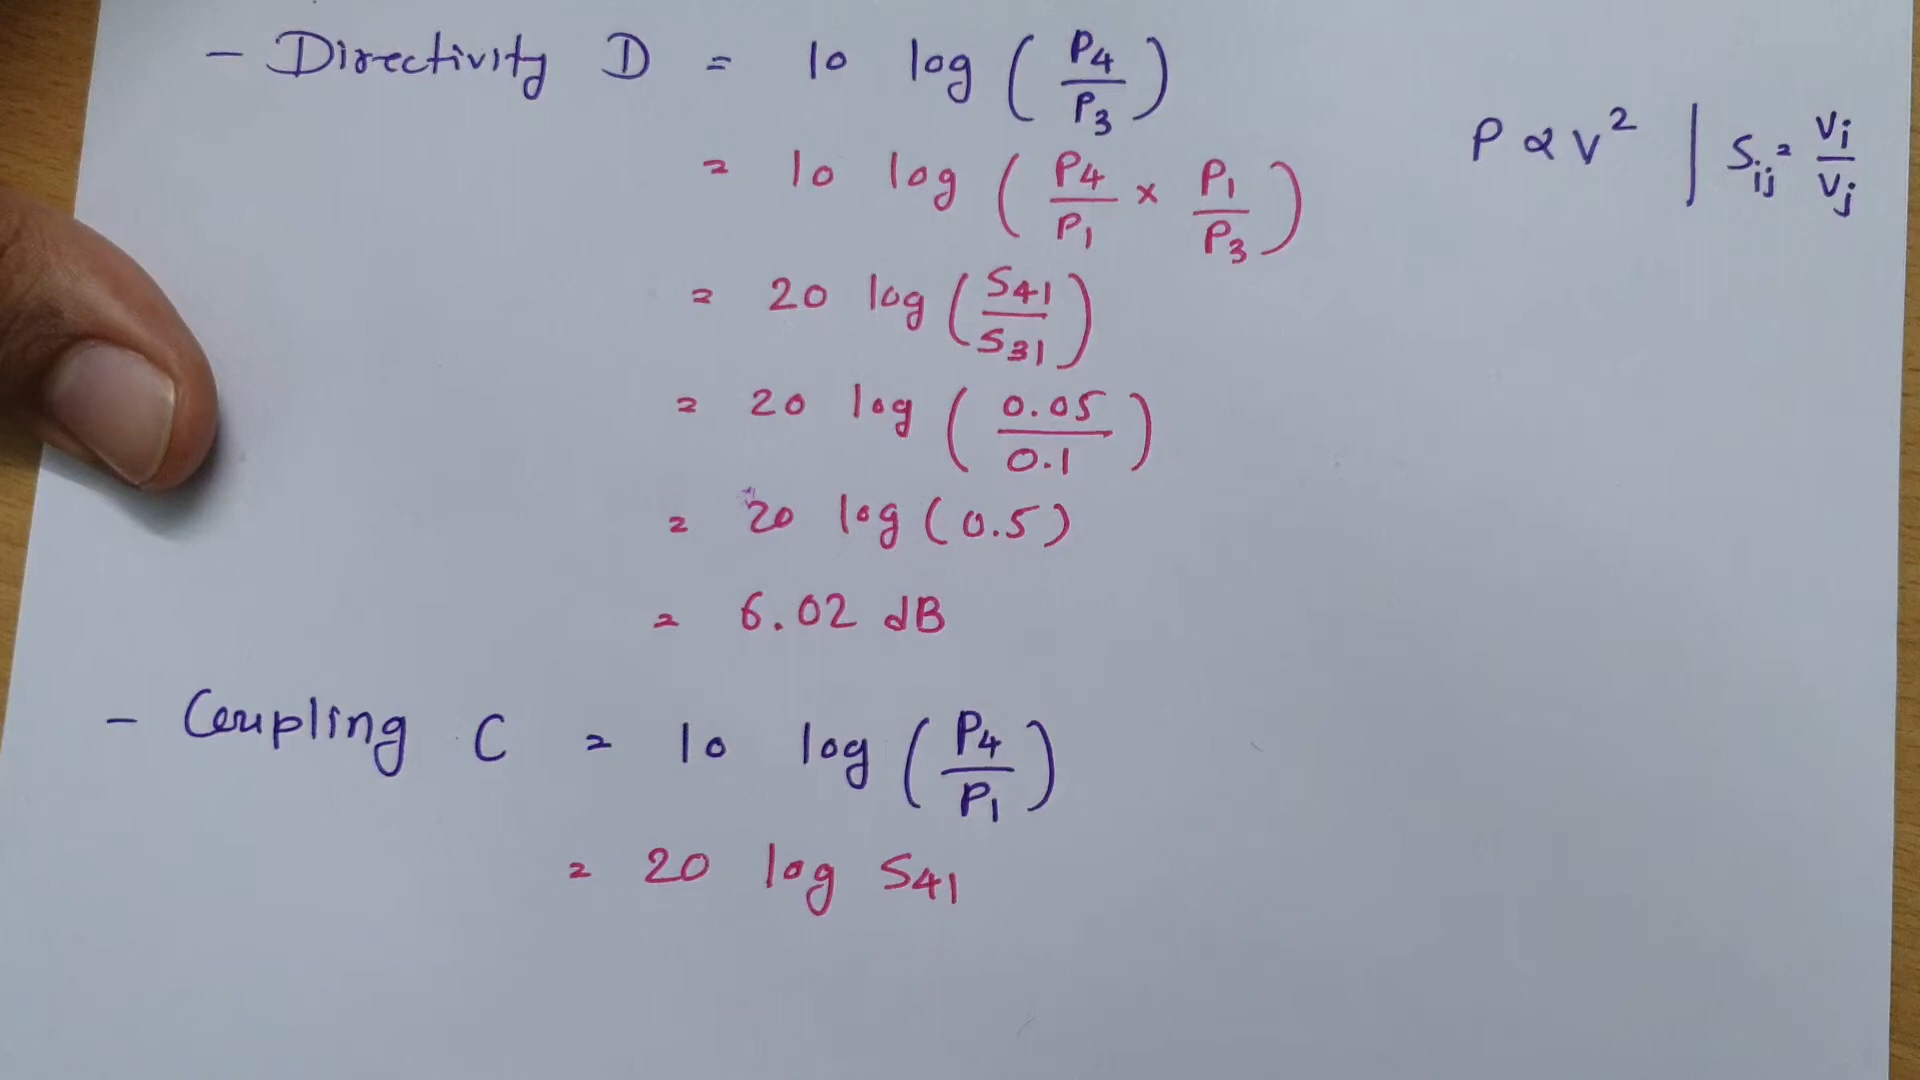 - Directivity D = 10 log (P4/P3)
= 10 log (P4/P1 × P1/P3)
P ∝ V² | Sij = Vi/Vj
= 20 log (S41/S31)
= 20 log (0.05/0.1)
= 20 log (0.5)
= 6.02 dB
- Coupling C = 10 log (P4/P1)
= 20 log S41